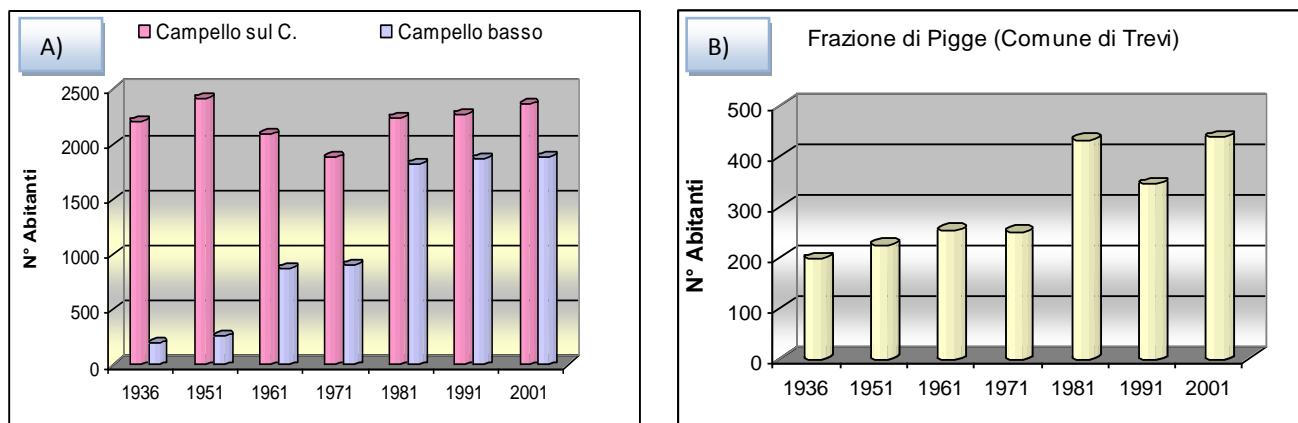 A)
Campello sul C.
Campello basso
N° Abitanti
2500
2000
1500
1000
500
0
1936 1951 1961 1971 1981 1991 2001
B)
Frazione di Pigge (Comune di Trevi)
N° Abitanti
500
400
300
200
100
0
1936 1951 1961 1971 1981 1991 2001